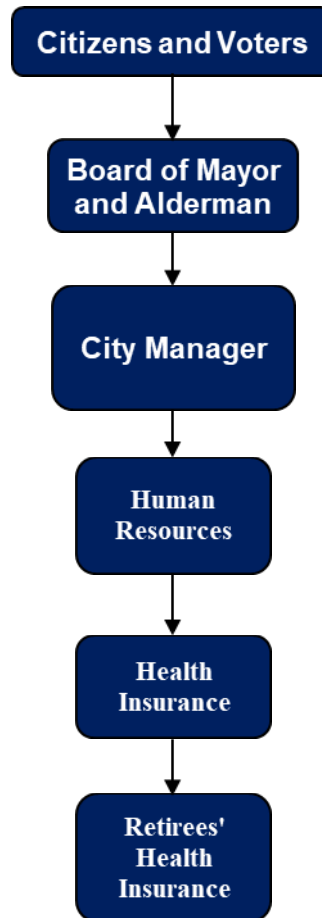 Citizens and Voters
Board of Mayor
and Alderman
City Manager
Human
Resources
Health
Insurance
Retirees'
Health
Insurance